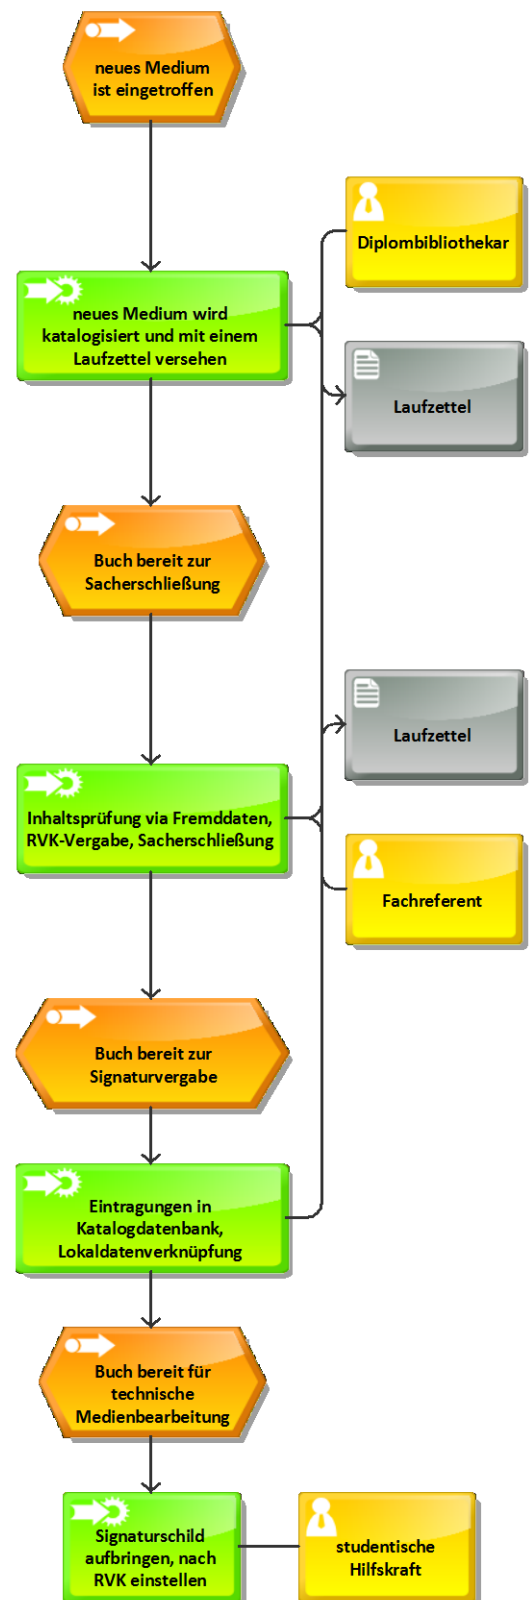 neues Medium
ist eingetroffen
Diplombibliothekar
neues Medium wird
katalogisiert und mit einem
Laufzettel versehen
Laufzettel
Buch bereit zur
Sacherschließung
Laufzettel
Inhaltsprüfung via Fremddaten,
RVK-Vergabe, Sacherschließung
Fachreferent
Buch bereit zur
Signaturvergabe
Eintragungen in
Katalogdatenbank,
Lokaldatenverknüpfung
Buch bereit für
technische
Medienbearbeitung
Signaturschild
aufbringen, nach
RVK einstellen
studentische
Hilfskraft